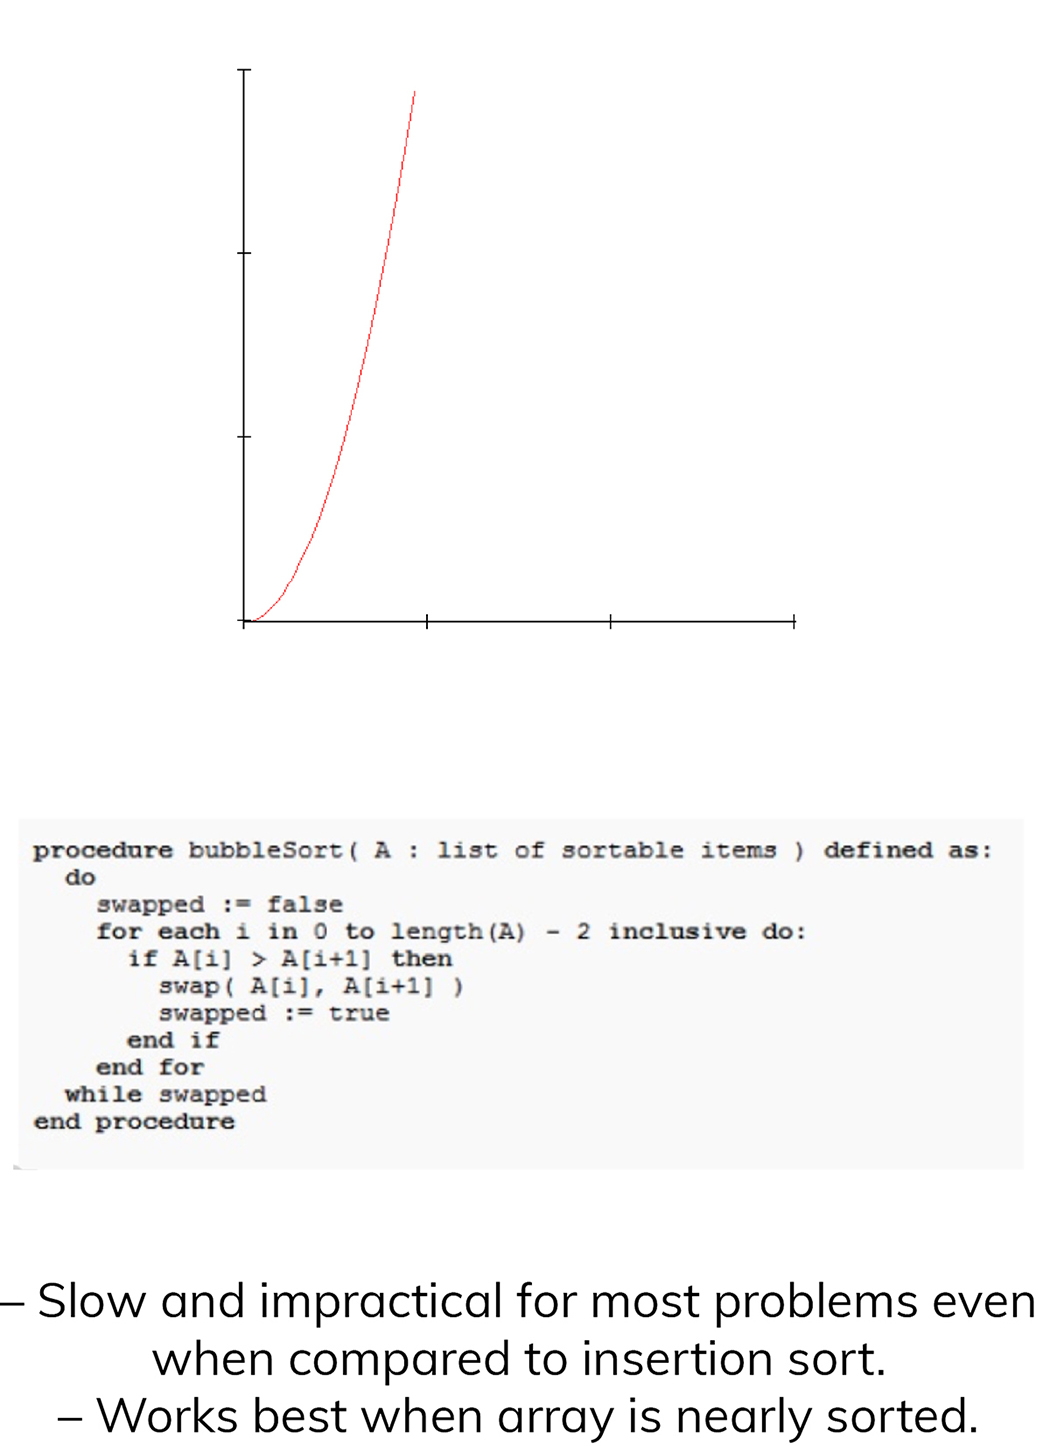 procedure bubbleSort( A : list of sortable items ) defined as:
do
swapped := false
for each i in 0 to length(A) - 2 inclusive do:
if A[i] > A[i+1] then
swap( A[i], A[i+1] )
swapped := true
end if
end for
while swapped
end procedure
– Slow and impractical for most problems even
when compared to insertion sort.
– Works best when array is nearly sorted.